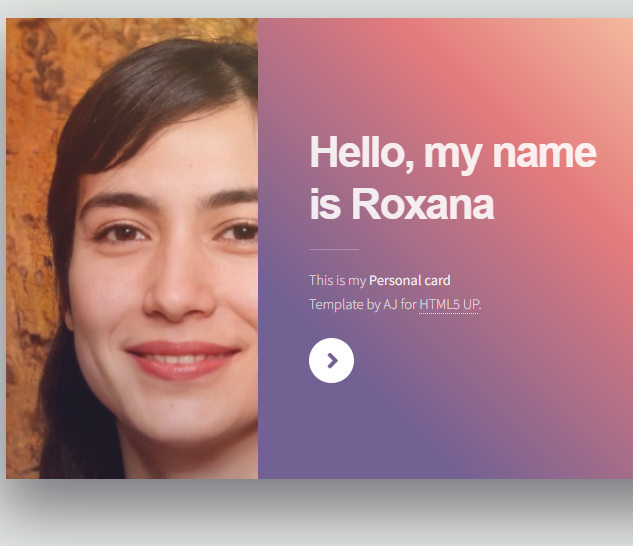 Hello, my name
is Roxana
This is my Personal card
Template by AJ for HTML5 UP.